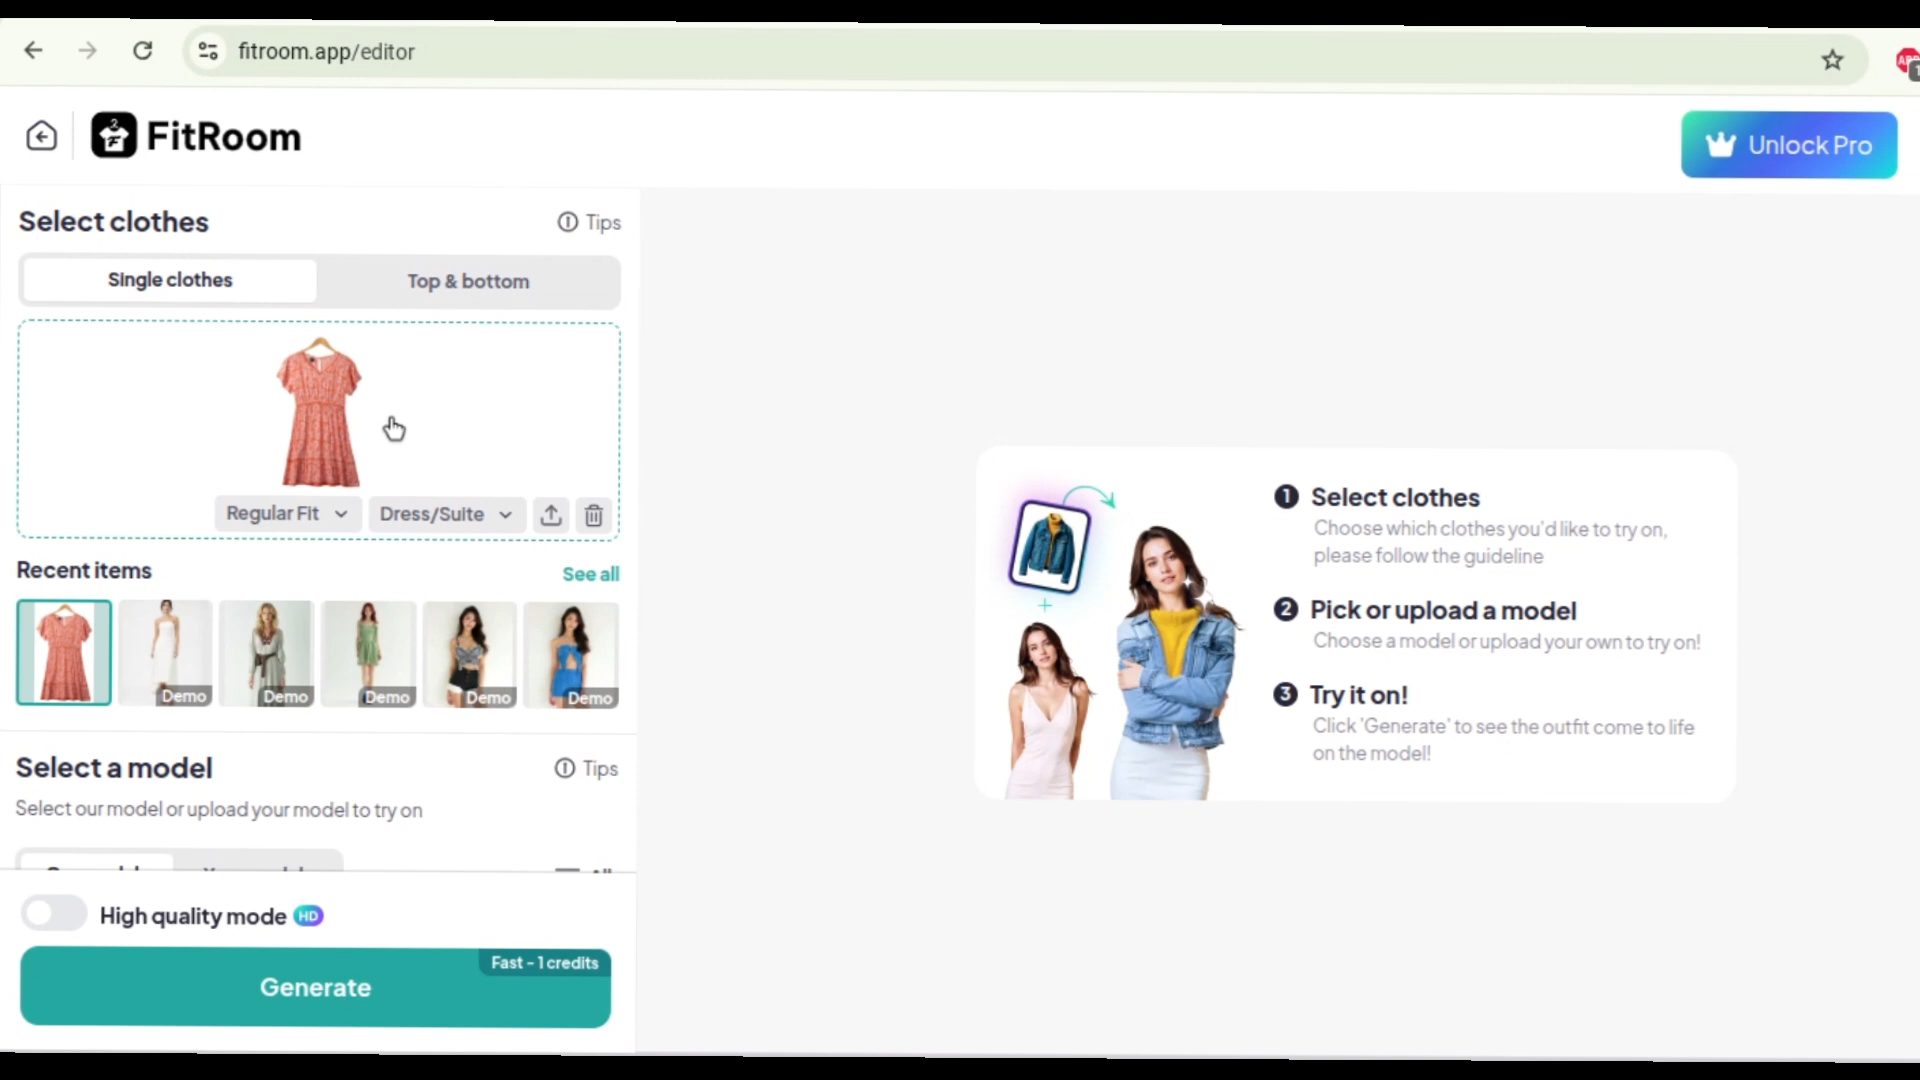 fitroom.app/editor
FitRoom
Unlock Pro
Select clothes
Tips
Single clothes
Top & bottom
Regular Fit
Dress/Suite
Recent items
See all
Demo
Demo
Demo
Demo
Demo
Select a model
Tips
Select our model or upload your model to try on
High quality mode HD
Fast - 1 credits
Generate
1 Select clothes
Choose which clothes you'd like to try on,
please follow the guideline
2 Pick or upload a model
Choose a model or upload your own to try on!
3 Try it on!
Click 'Generate' to see the outfit come to life
on the model!